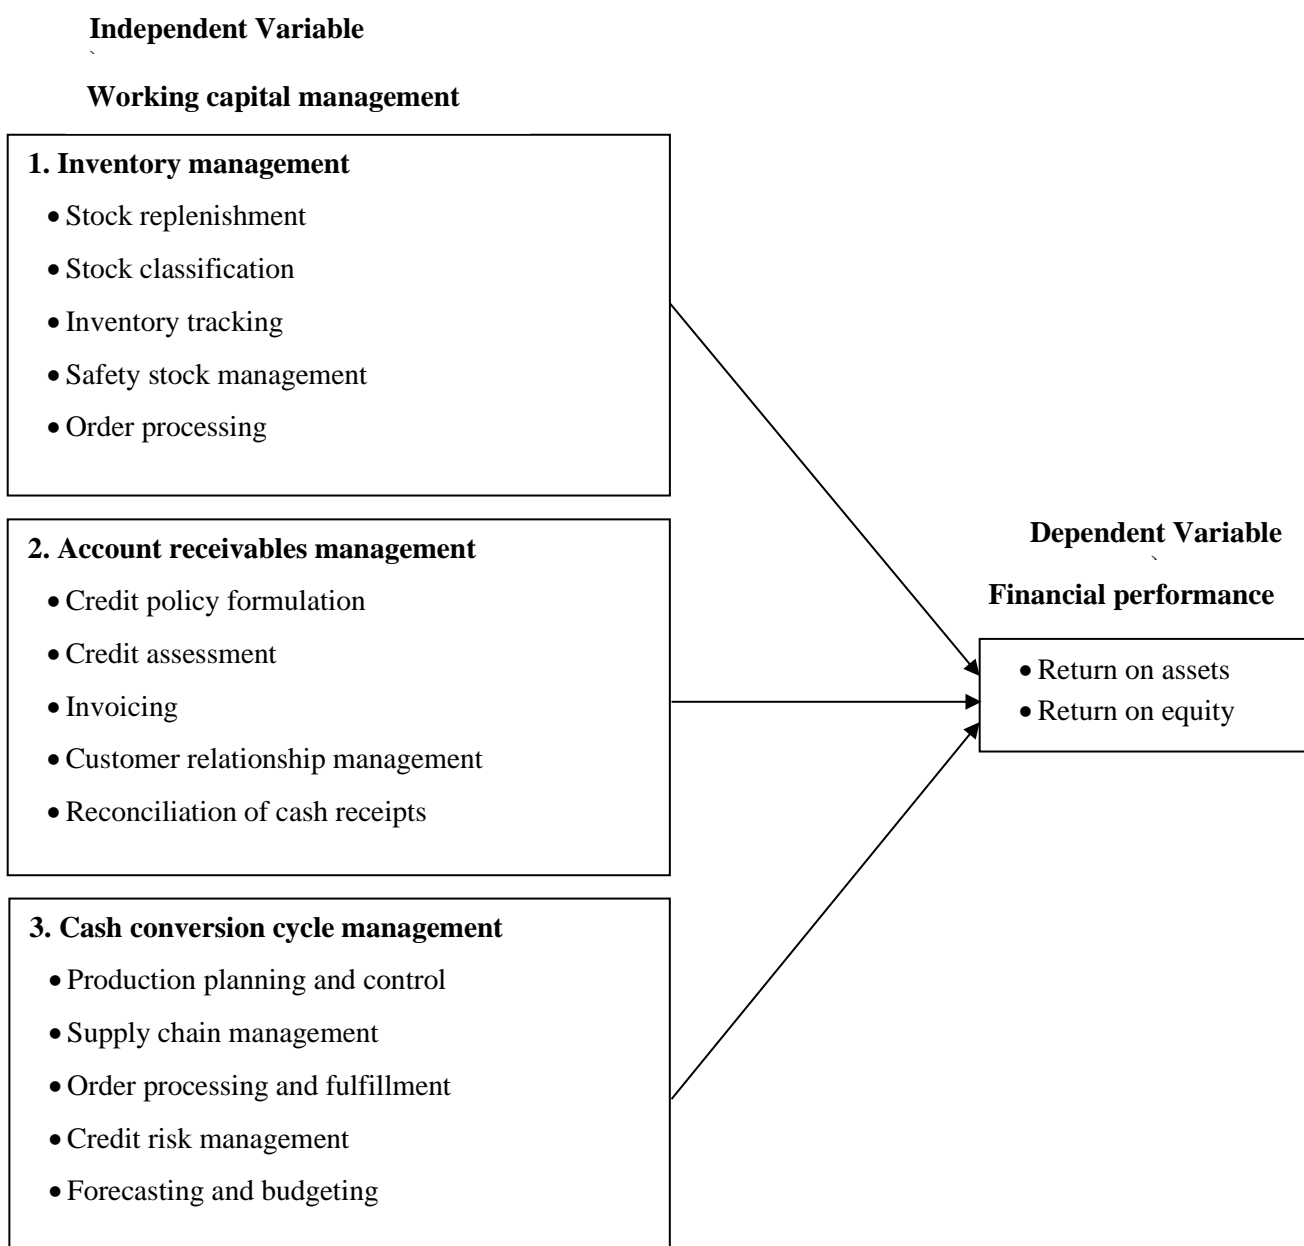 Independent Variable
`
Working capital management
1. Inventory management
• Stock replenishment
• Stock classification
• Inventory tracking
• Safety stock management
• Order processing
2. Account receivables management
• Credit policy formulation
• Credit assessment
• Invoicing
• Customer relationship management
• Reconciliation of cash receipts
3. Cash conversion cycle management
• Production planning and control
• Supply chain management
• Order processing and fulfillment
• Credit risk management
• Forecasting and budgeting
Dependent Variable
`
Financial performance
• Return on assets
• Return on equity